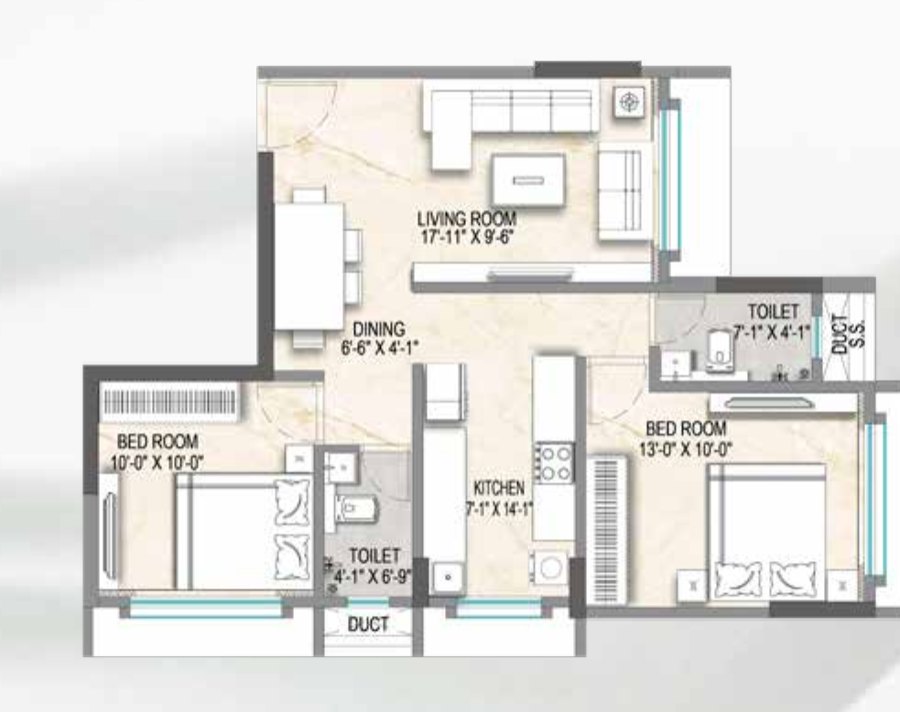 LIVING ROOM
17'-11" X 9'-6"
TOILET
7'-1" X 4'-1"
DUCT
S.S.
DINING
6'-6" X 4'-1"
BED ROOM
10'-0" X 10'-0"
BED ROOM
13'-0" X 10'-0"
KITCHEN
7'-1" X 14'-1"
TOILET
4'-1" X 6'-9"
DUCT